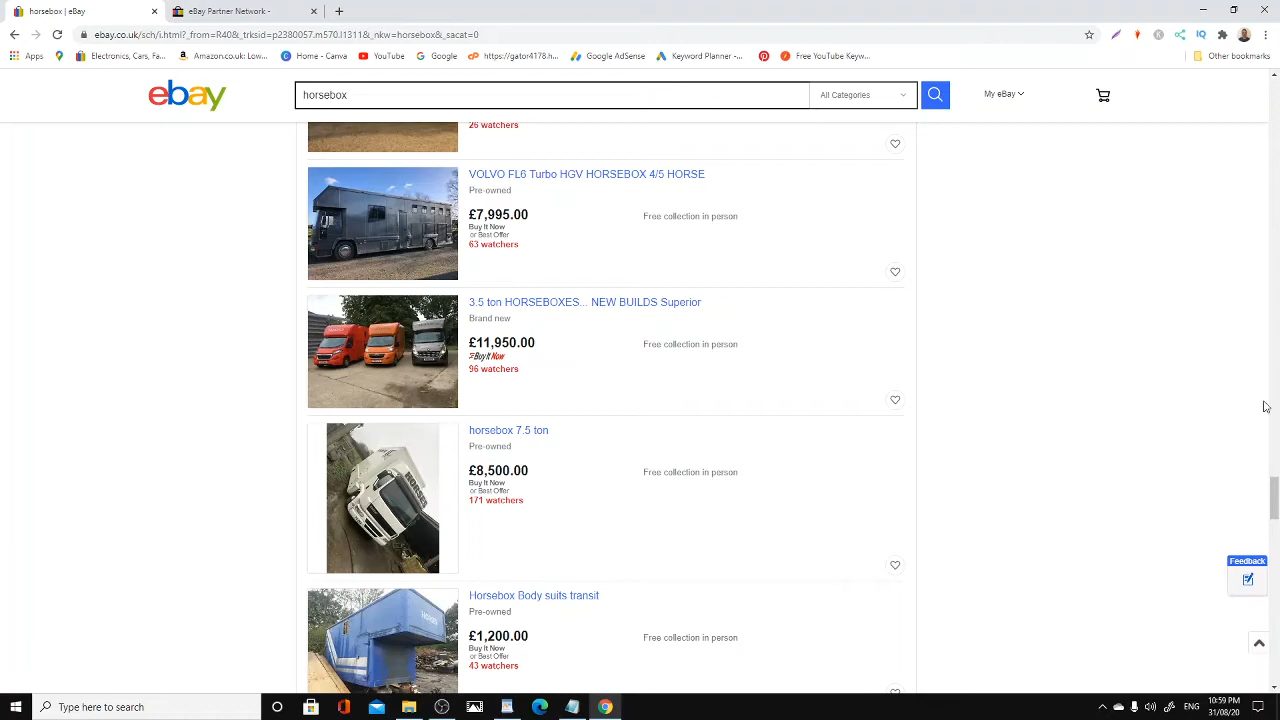 horsebox | eBay
eBay Partner Network -
ebay.co.uk/sch/i.html?_from=R40&_trksid=p2380057.m570.l1311&_nkw=horsebox&_sacat=0
Apps
Electronics, Cars, Fa...
Amazon.co.uk: Low...
Home - Canva
YouTube
Google
https://gator4178.h...
Google AdSense
Keyword Planner -...
Free YouTube Keyw...
Other bookmarks
ebay
horsebox
All Categories
My eBay
26 watchers
VOLVO FL6 Turbo HGV HORSEBOX 4/5 HORSE
Pre-owned
£7,995.00
Free collection in person
Buy It Now
or Best Offer
63 watchers
3.5 ton HORSEBOXES... NEW BUILDS Superior
Brand new
£11,950.00
Free collection in person
Buy It Now
96 watchers
horsebox 7.5 ton
Pre-owned
£8,500.00
Free collection in person
Buy It Now
or Best Offer
171 watchers
Feedback
Horsebox Body suits transit
Pre-owned
£1,200.00
Free collection in person
Buy It Now
or Best Offer
43 watchers
Type here to search
ENG
10:59 PM
31/08/20